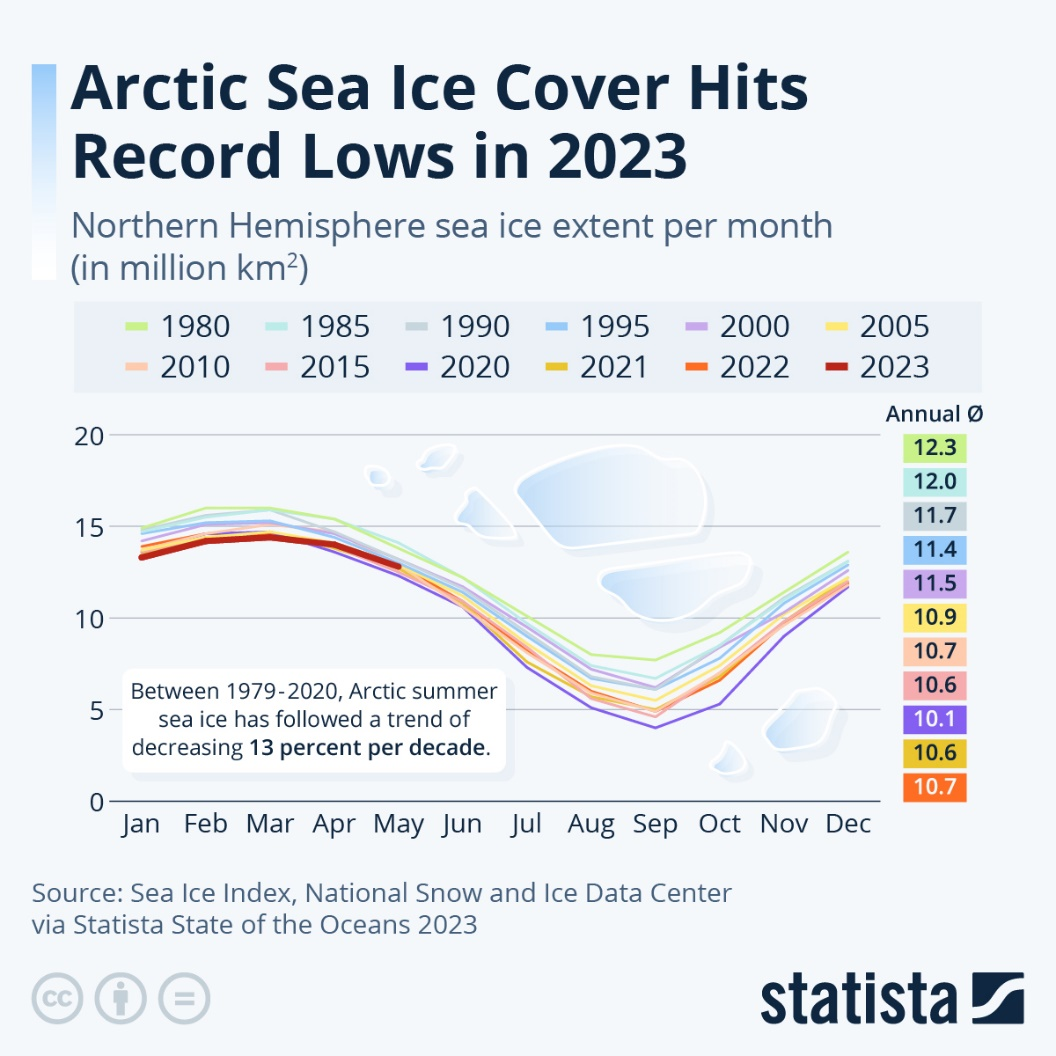 Arctic Sea Ice Cover Hits
Record Lows in 2023
Northern Hemisphere sea ice extent per month
(in million km²)
1980 1985 1990 1995 2000 2005
2010 2015 2020 2021 2022 2023
Annual Ø
20
15
10
5
0
12.3
12.0
11.7
11.4
11.5
10.9
10.7
10.6
10.1
10.6
10.7
Between 1979-2020, Arctic summer
sea ice has followed a trend of
decreasing 13 percent per decade.
Jan Feb Mar Apr May Jun Jul Aug Sep Oct Nov Dec
Source: Sea Ice Index, National Snow and Ice Data Center
via Statista State of the Oceans 2023
cc =
statista